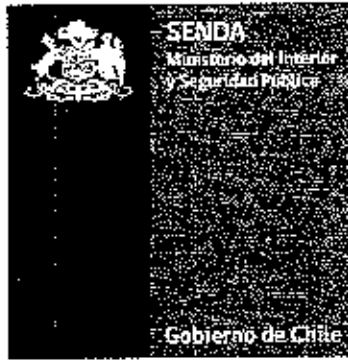 SENDA
Ministerio del Interior
y Seguridad Pública
Gobierno de Chile